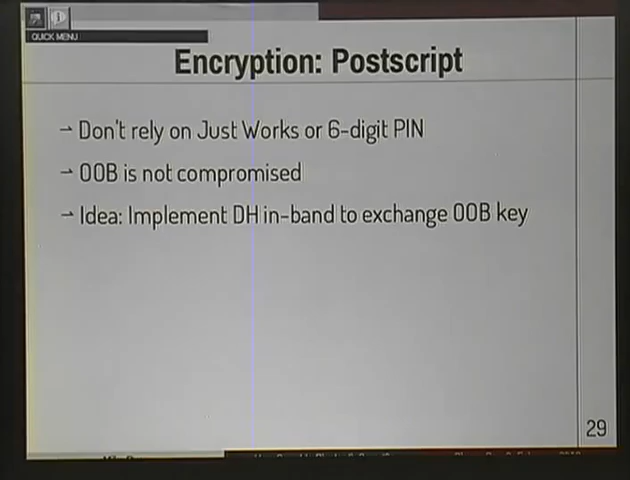 QUICK MENU
Encryption: Postscript
→ Don't rely on Just Works or 6-digit PIN
→ OOB is not compromised
→ Idea: Implement DH in-band to exchange OOB key
29